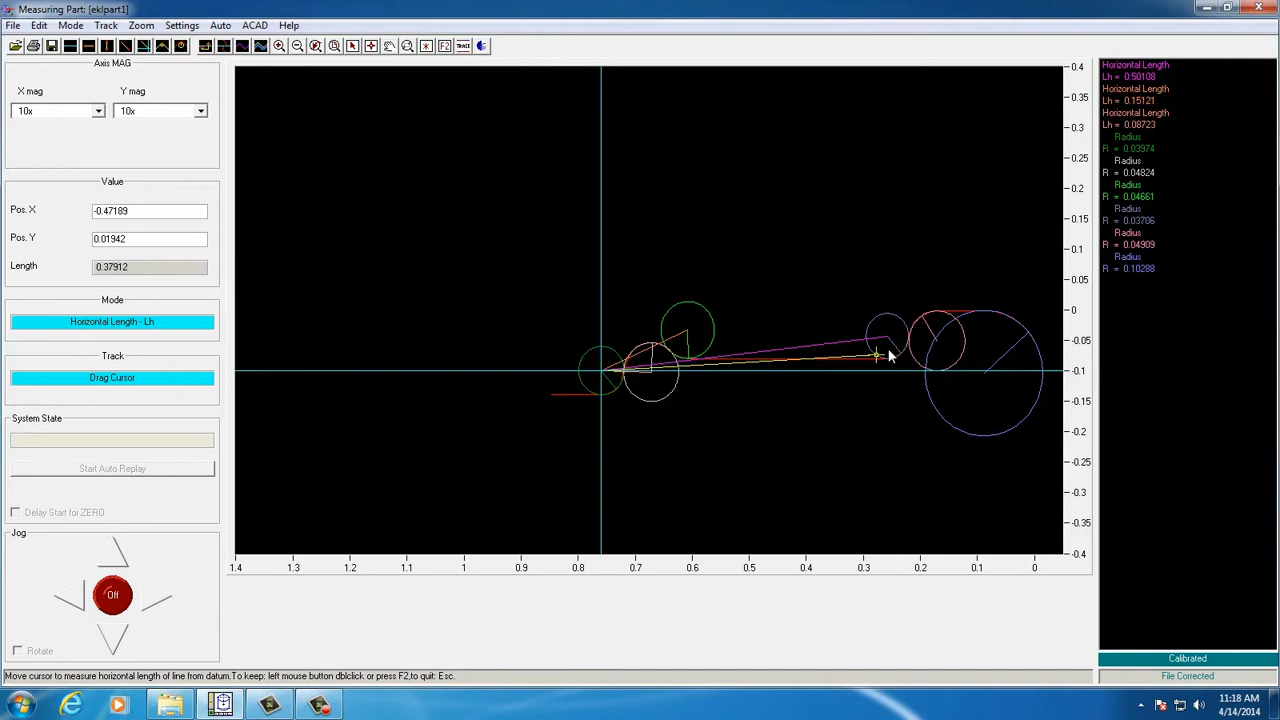 Measuring Part: [eklpart1]
File Edit Mode Track Zoom Settings Auto ACAD Help
F2 TRACE
Axis MAG
X mag Y mag
10x 10x
Value
Pos. X -0.47189
Pos. Y 0.01942
Length 0.37912
Mode
Horizontal Length - Lh
Track
Drag Cursor
System State
Start Auto Replay
Delay Start for ZERO
Jog
Off
Rotate
0.4
0.35
0.3
0.25
0.2
0.15
0.1
0.05
0
-0.05
-0.1
-0.15
-0.2
-0.25
-0.3
-0.35
-0.4
1.4 1.3 1.2 1.1 1 0.9 0.8 0.7 0.6 0.5 0.4 0.3 0.2 0.1 0
Horizontal Length
Lh = 0.50108
Horizontal Length
Lh = 0.15121
Horizontal Length
Lh = 0.08723
Radius
R = 0.03974
Radius
R = 0.04824
Radius
R = 0.04661
Radius
R = 0.03706
Radius
R = 0.04909
Radius
R = 0.10288
Calibrated
File Corrected
Move cursor to measure horizontal length of line from datum.To keep: left mouse button dblclick or press F2,to quit: Esc.
11:18 AM
4/14/2014